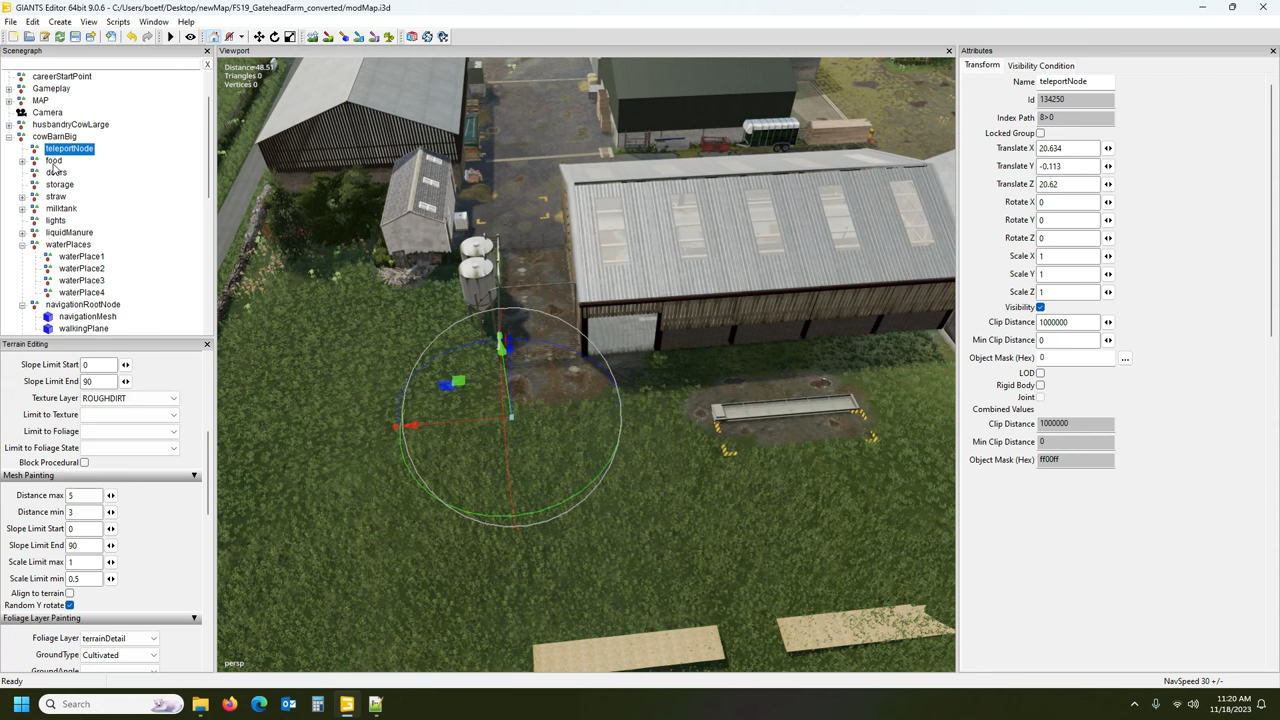 GIANTS Editor 64bit 9.0.6 - C:/Users/boetf/Desktop/newMap/FS19_GateheadFarm_converted/modMap.i3d
File Edit Create View Scripts Window Help
Scenegraph
X
careerStartPoint
Gameplay
MAP
Camera
husbandryCowLarge
cowBarnBig
teleportNode
food
storage
straw
milktank
lights
liquidManure
waterPlaces
waterPlace1
waterPlace2
waterPlace3
waterPlace4
navigationRootNode
navigationMesh
walkingPlane
Terrain Editing
Slope Limit Start 0
Slope Limit End 90
Texture Layer ROUGHDIRT
Limit to Texture
Limit to Foliage
Limit to Foliage State
Block Procedural
Mesh Painting
Distance max 5
Distance min 3
Slope Limit Start 0
Slope Limit End 90
Scale Limit max 1
Scale Limit min 0.5
Align to terrain
Random Y rotate
Foliage Layer Painting
Foliage Layer terrainDetail
GroundType Cultivated
GroundAngle
Viewport
Distance 48.51
Triangles 0
Vertices 0
persp
Attributes
Transform Visibility Condition
Name teleportNode
Id 134250
Index Path 8>0
Locked Group
Translate X 20.634
Translate Y -0.113
Translate Z 20.62
Rotate X 0
Rotate Y 0
Rotate Z 0
Scale X 1
Scale Y 1
Scale Z 1
Visibility
Clip Distance 1000000
Min Clip Distance 0
Object Mask (Hex) 0 ...
LOD
Rigid Body
Joint
Combined Values
Clip Distance 1000000
Min Clip Distance 0
Object Mask (Hex) ff00ff
Ready
NavSpeed 30 +/-
Search
11:20 AM
11/18/2023